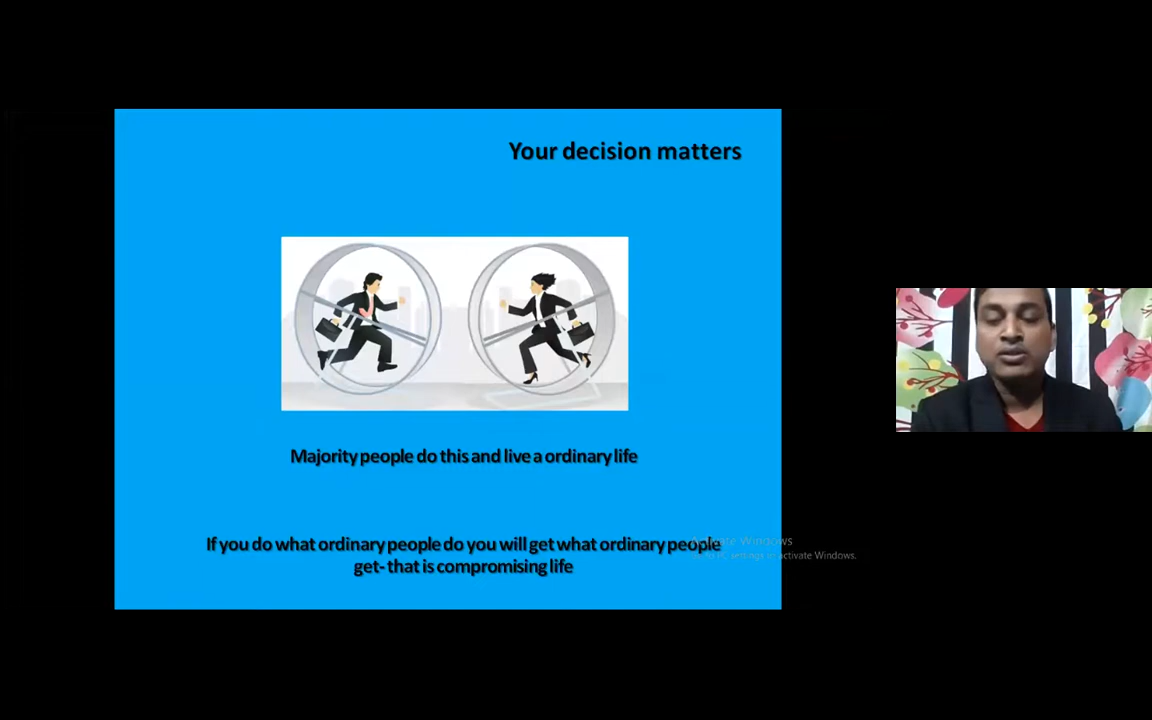 Your decision matters
Majority people do this and live a ordinary life
If you do what ordinary people do you will get what ordinary people
get- that is compromising life
Activate Windows
to PC settings to activate Windows.